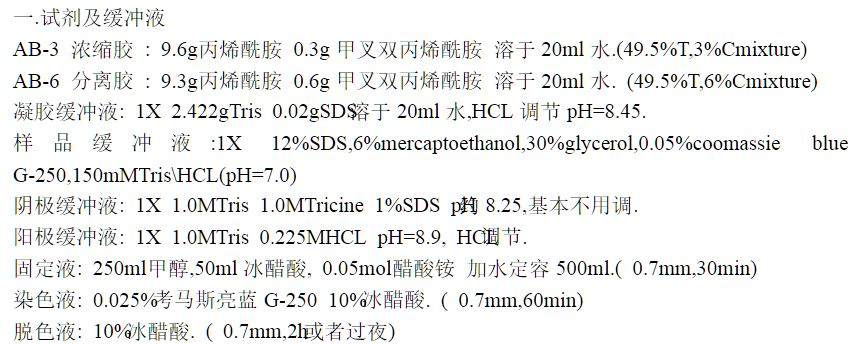 一.试剂及缓冲液
AB-3 浓缩胶 : 9.6g丙烯酰胺 0.3g 甲叉双丙烯酰胺 溶于 20ml 水.(49.5%T,3%Cmixture)
AB-6 分离胶 : 9.3g丙烯酰胺 0.6g 甲叉双丙烯酰胺 溶于 20ml 水. (49.5%T,6%Cmixture)
凝胶缓冲液: 1X 2.422gTris 0.02gSDS溶于 20ml 水,HCL 调节 pH=8.45.
样品缓冲液:1X 12%SDS,6%mercaptoethanol,30%glycerol,0.05%coomassie blue
G-250,150mMTris\HCL(pH=7.0)
阴极缓冲液: 1X 1.0MTris 1.0MTricine 1%SDS pH约 8.25,基本不用调.
阳极缓冲液: 1X 1.0MTris 0.225MHCL pH=8.9, HCL调节.
固定液: 250ml甲醇,50ml 冰醋酸, 0.05mol醋酸铵 加水定容 500ml.( 0.7mm,30min)
染色液: 0.025%考马斯亮蓝 G-250 10%冰醋酸. ( 0.7mm,60min)
脱色液: 10%冰醋酸. ( 0.7mm,2h或者过夜)